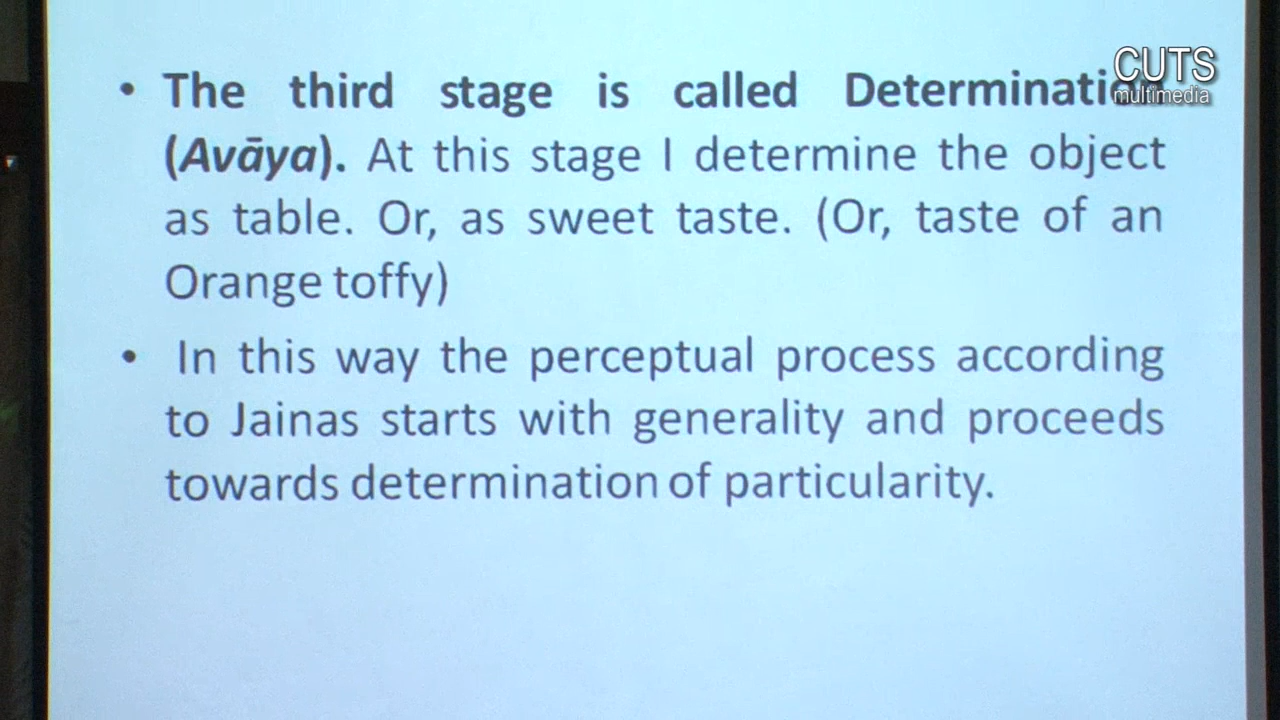 CUTS
multimedia
• The third stage is called Determination
(Avāya). At this stage I determine the object
as table. Or, as sweet taste. (Or, taste of an
Orange toffy)
• In this way the perceptual process according
to Jainas starts with generality and proceeds
towards determination of particularity.